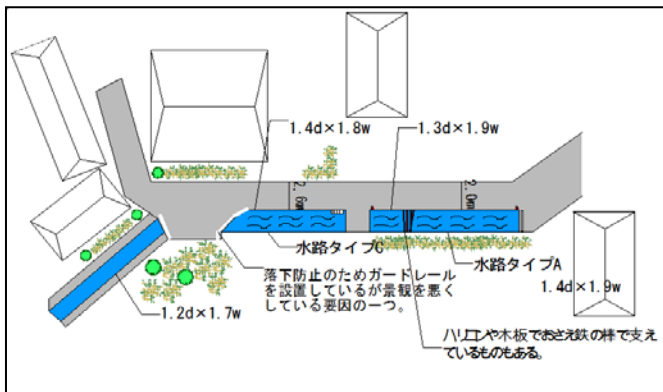 1.4d×1.8w
1.3d×1.9w
2.6m
2.0m
水路タイプC
水路タイプA
落下防止のためガードレール
を設置しているが景観を悪く
している要因の一つ。
1.4d×1.9w
1.2d×1.7w
ハリエンや木板でおさえ鉄の棒で支え
ているものもある。